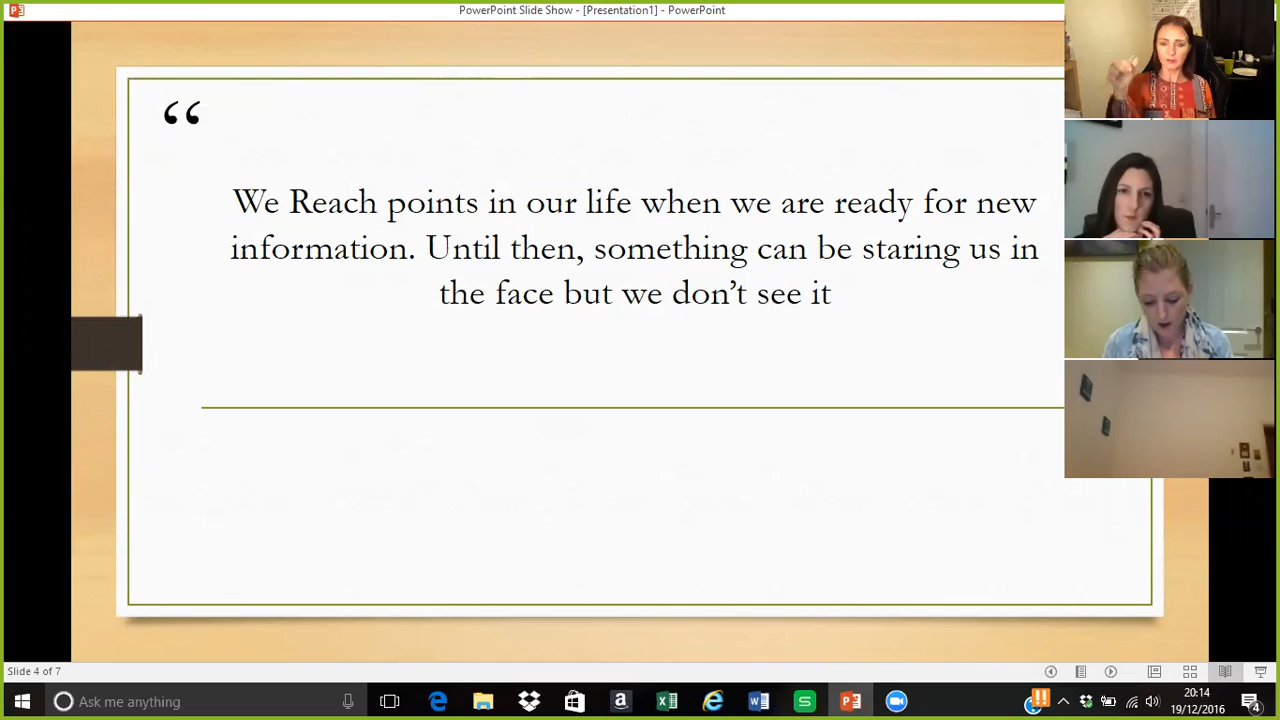 PowerPoint Slide Show - [Presentation1] - PowerPoint
“
We Reach points in our life when we are ready for new
information. Until then, something can be staring us in
the face but we don’t see it
Slide 4 of 7
Ask me anything
20:14
19/12/2016
4